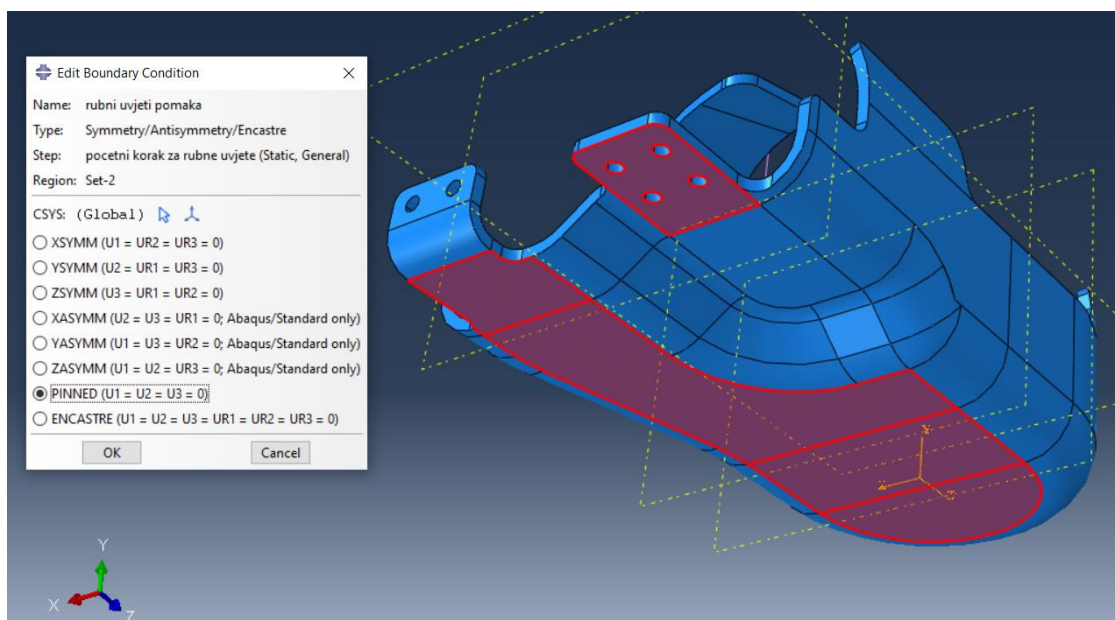 Edit Boundary Condition
Name: rubni uvjeti pomaka
Type: Symmetry/Antisymmetry/Encastre
Step: pocetni korak za rubne uvjete (Static, General)
Region: Set-2
CSYS: (Global)
XSYMM (U1 = UR2 = UR3 = 0)
YSYMM (U2 = UR1 = UR3 = 0)
ZSYMM (U3 = UR1 = UR2 = 0)
XASYMM (U2 = U3 = UR1 = 0; Abaqus/Standard only)
YASYMM (U1 = U3 = UR2 = 0; Abaqus/Standard only)
ZASYMM (U1 = U2 = UR3 = 0; Abaqus/Standard only)
PINNED (U1 = U2 = U3 = 0)
ENCASTRE (U1 = U2 = U3 = UR1 = UR2 = UR3 = 0)
OK Cancel
Y
Y
X
Z